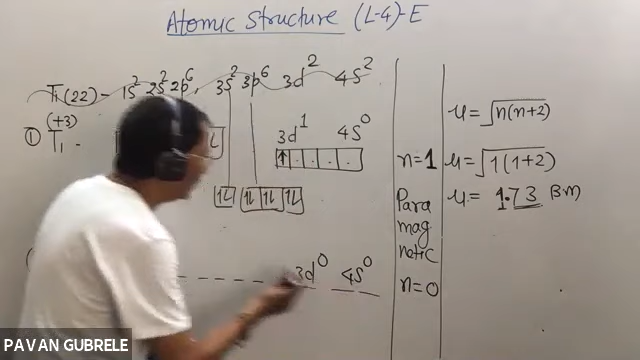 Atomic Structure (L-4)-E
Ti(22) - 1s² 2s² 2p⁶, 3s² 3p⁶ 3d² 4s²
(+3)
① Ti - 3d¹ 4s⁰
3d⁰ 4s⁰
n=1
Para
mag
netic
n=0
μ = √n(n+2)
μ = √1(1+2)
μ = 1.73 BM
PAVAN GUBRELE